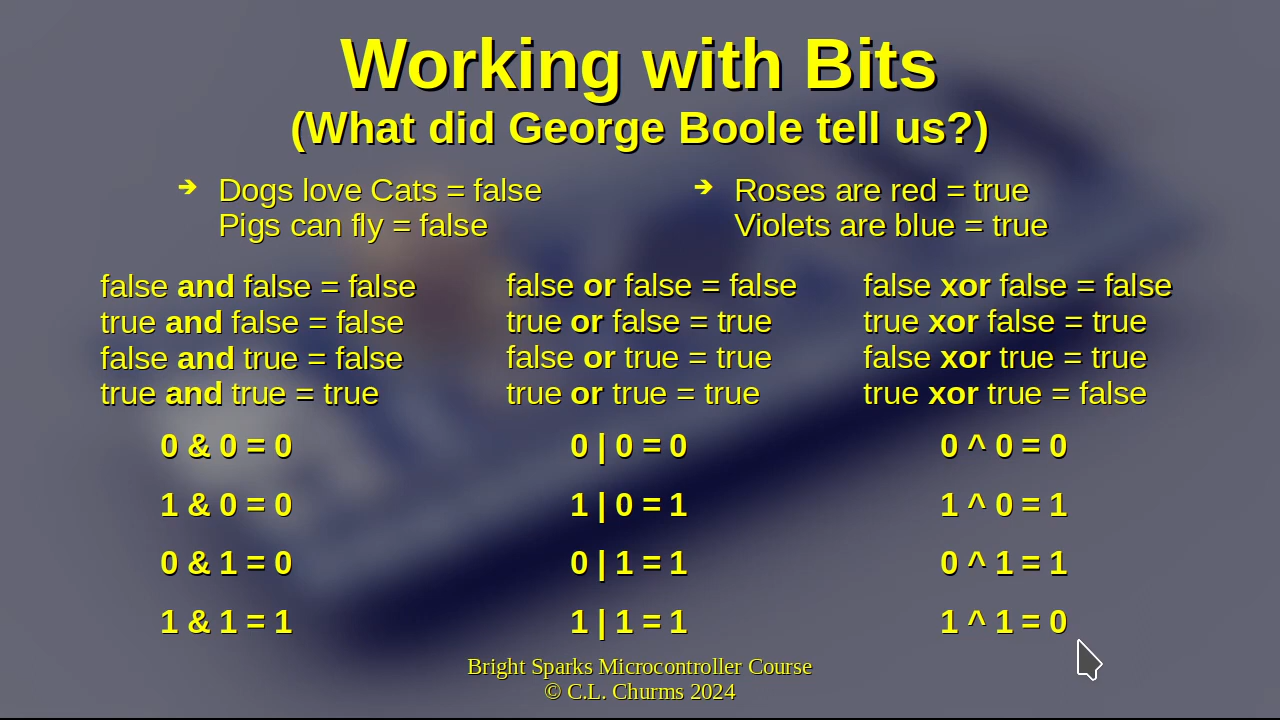 Working with Bits
(What did George Boole tell us?)
➔ Dogs love Cats = false
Pigs can fly = false
➔ Roses are red = true
Violets are blue = true
false and false = false
true and false = false
false and true = false
true and true = true
false or false = false
true or false = true
false or true = true
true or true = true
false xor false = false
true xor false = true
false xor true = true
true xor true = false
0 & 0 = 0
1 & 0 = 0
0 & 1 = 0
1 & 1 = 1
0 | 0 = 0
1 | 0 = 1
0 | 1 = 1
1 | 1 = 1
0 ^ 0 = 0
1 ^ 0 = 1
0 ^ 1 = 1
1 ^ 1 = 0
Bright Sparks Microcontroller Course
© C.L. Churms 2024